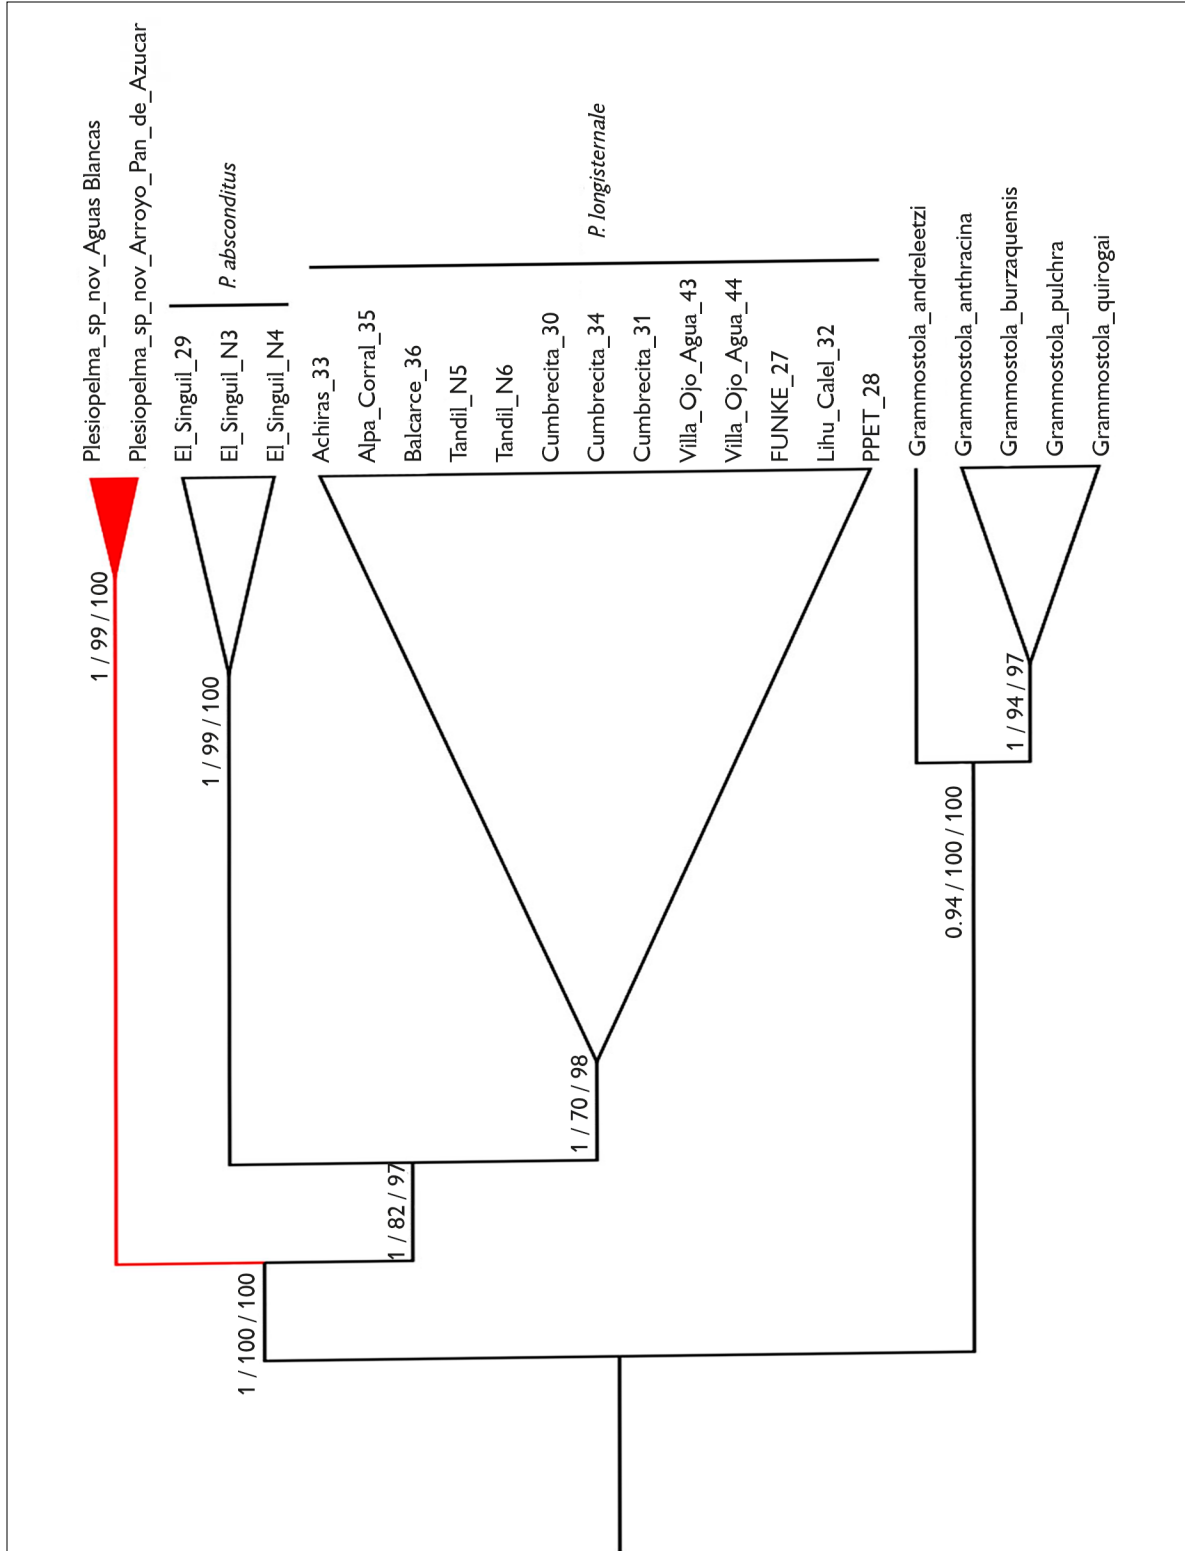 Plesiopelma_sp_nov_Aguas Blancas
Plesiopelma_sp_nov_Arroyo_Pan_de_Azucar
El_Singuil_29
El_Singuil_N3
El_Singuil_N4
P. absconditus
Achiras_33
Alpa_Corral_35
Balcarce_36
Tandil_N5
Tandil_N6
Cumbrecita_30
Cumbrecita_34
Cumbrecita_31
Villa_Ojo_Agua_43
Villa_Ojo_Agua_44
FUNKE_27
Lihu_Calel_32
PPET_28
P. longisternale
Grammostola_andreleetzi
Grammostola_anthracina
Grammostola_burzaquensis
Grammostola_pulchra
Grammostola_quirogai
1 / 99 / 100
1 / 99 / 100
1 / 70 / 98
1 / 82 / 97
1 / 100 / 100
1 / 94 / 97
0.94 / 100 / 100